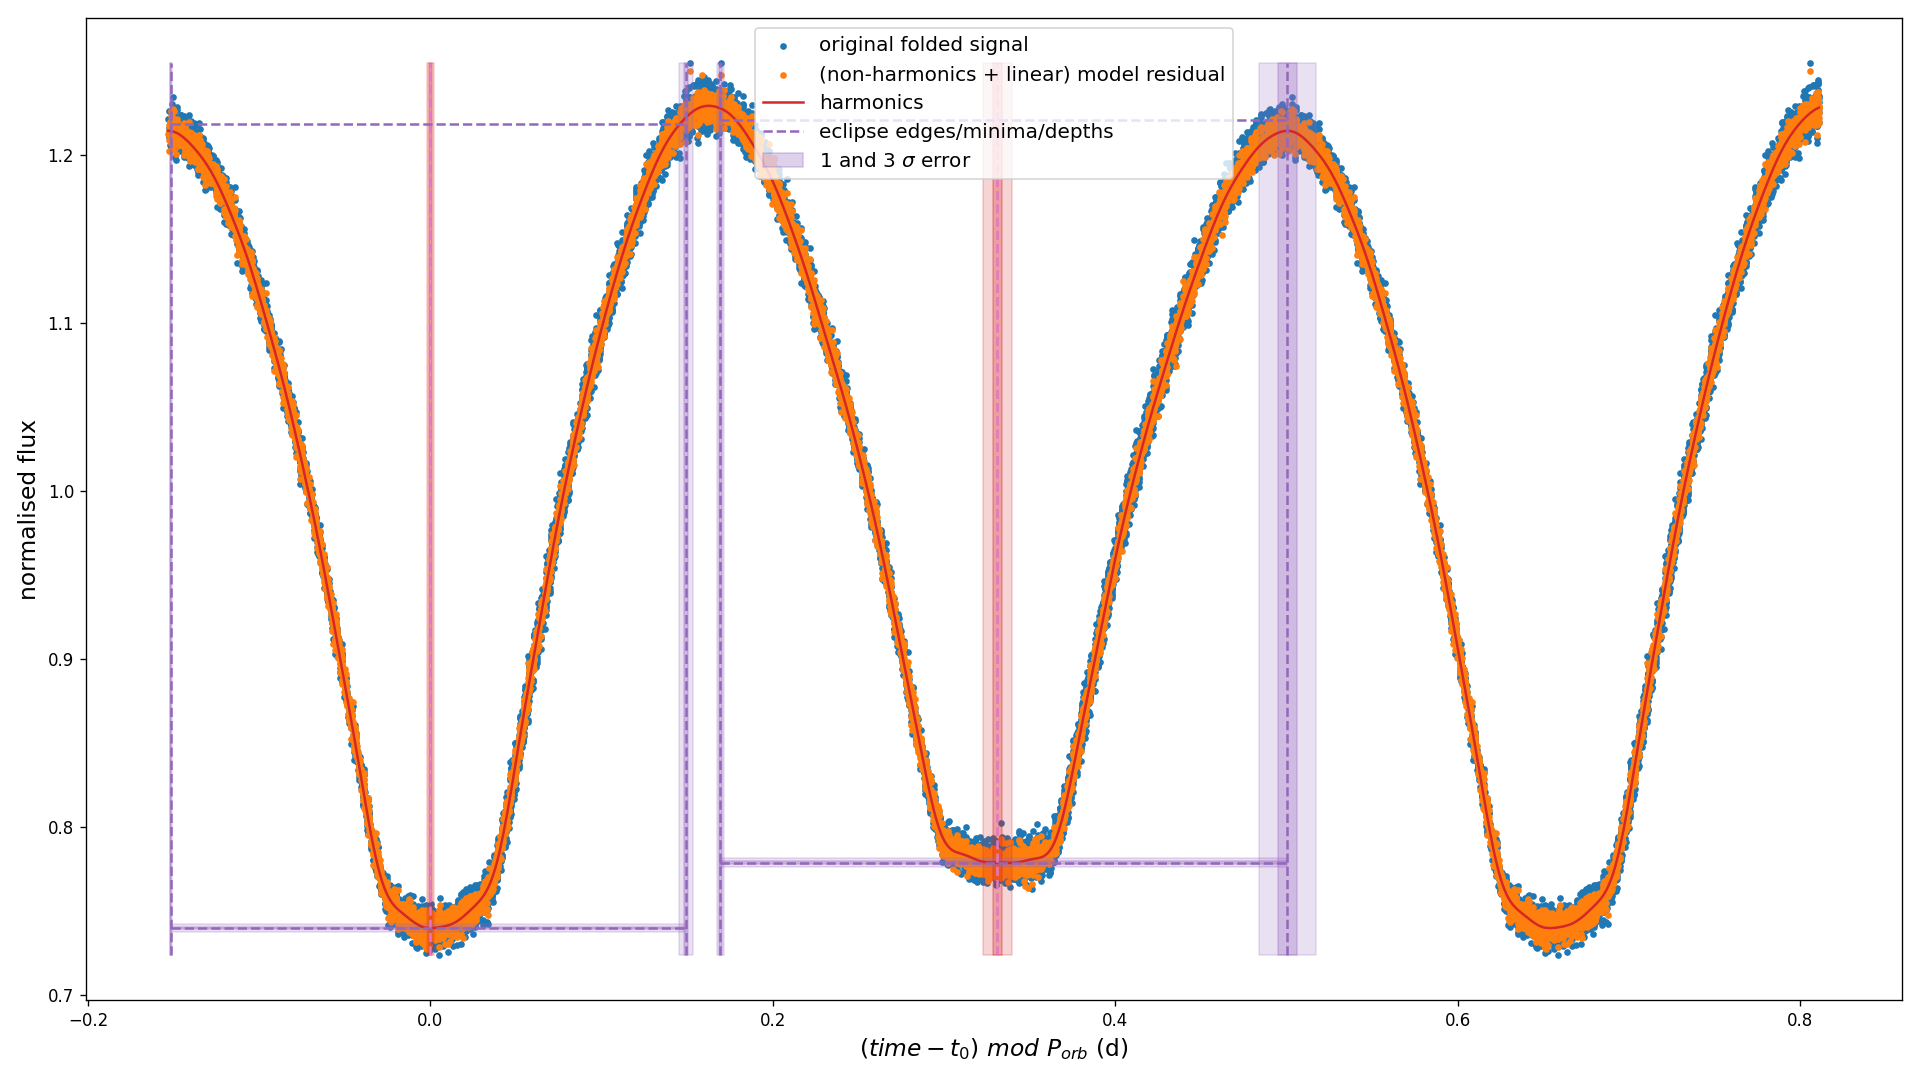 original folded signal
(non-harmonics + linear) model residual
harmonics
eclipse edges/minima/depths
1 and 3 σ error
normalised flux
1.2
1.1
1.0
0.9
0.8
0.7
−0.2 0.0 0.2 0.4 0.6 0.8
(time − t₀) mod Pₒᵣb (d)